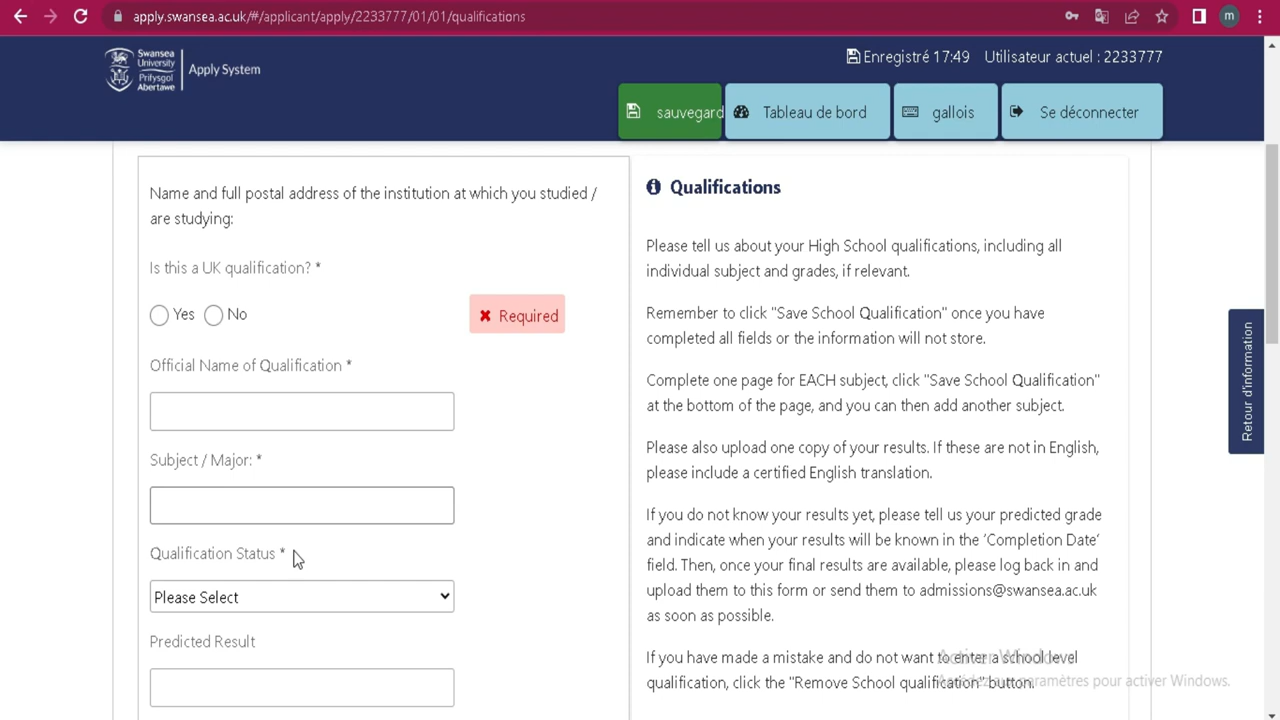 apply.swansea.ac.uk/#/applicant/apply/2233777/01/01/qualifications
m
Swansea
University
Prifysgol
Abertawe
Apply System
Enregistré 17:49
Utilisateur actuel : 2233777
sauvegard
Tableau de bord
gallois
Se déconnecter
Name and full postal address of the institution at which you studied /
are studying:
Is this a UK qualification? *
Yes
No
Required
Official Name of Qualification *
Subject / Major: *
Qualification Status *
Please Select
Predicted Result
Qualifications
Please tell us about your High School qualifications, including all
individual subject and grades, if relevant.
Remember to click "Save School Qualification" once you have
completed all fields or the information will not store.
Complete one page for EACH subject, click "Save School Qualification"
at the bottom of the page, and you can then add another subject.
Please also upload one copy of your results. If these are not in English,
please include a certified English translation.
If you do not know your results yet, please tell us your predicted grade
and indicate when your results will be known in the ‘Completion Date’
field. Then, once your final results are available, please log back in and
upload them to this form or send them to admissions@swansea.ac.uk
as soon as possible.
If you have made a mistake and do not want to enter a school level
qualification, click the "Remove School qualification" button.
Activer Windows
Accédez aux paramètres pour activer Windows.
Retour d'information